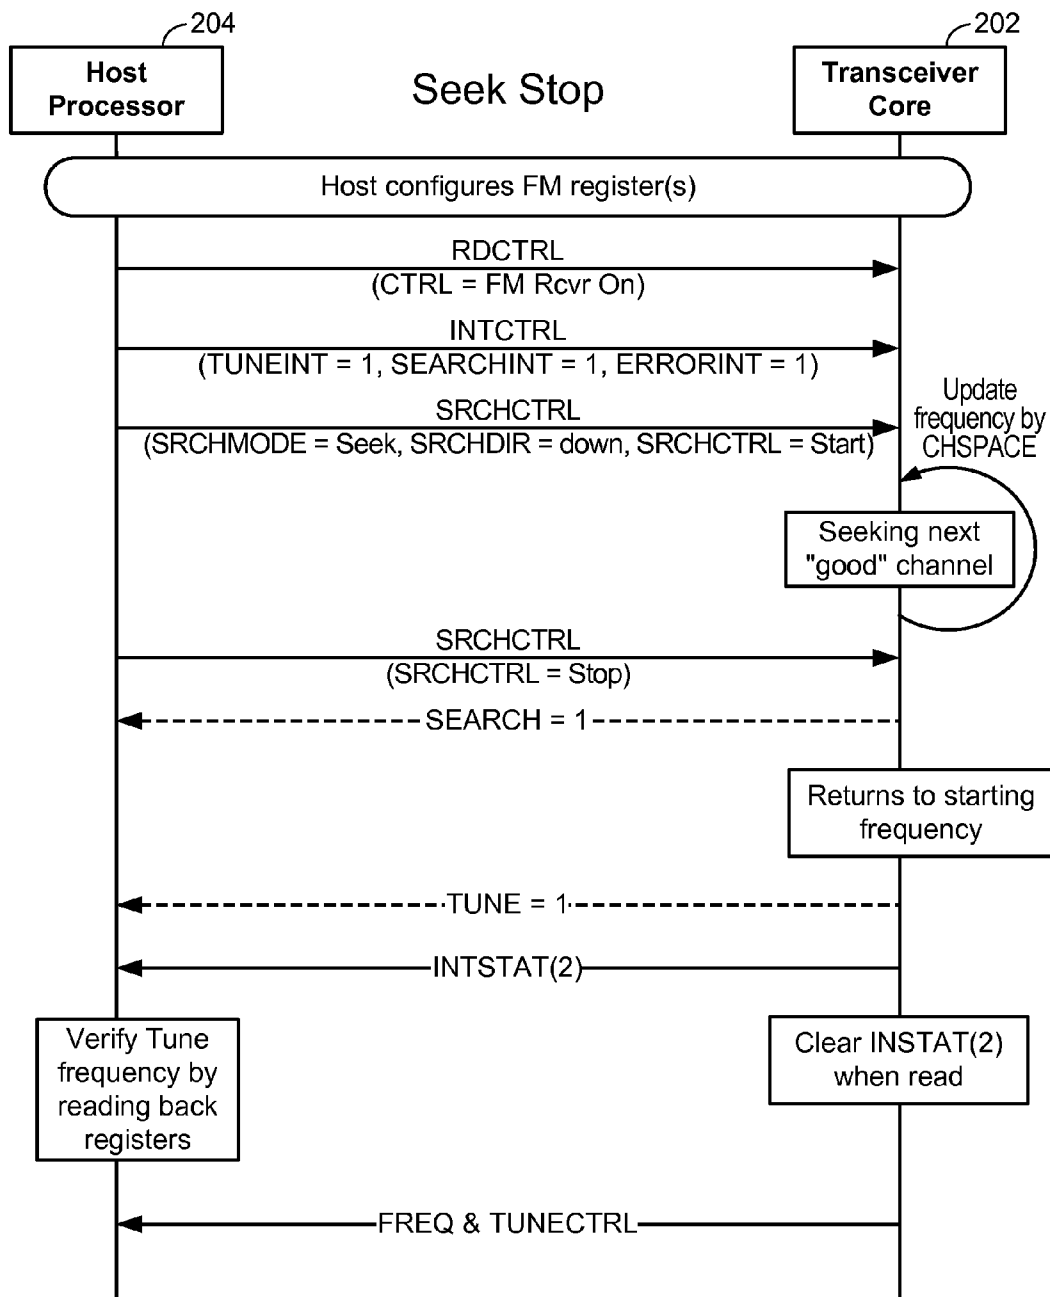 204
202
Host
Processor
Seek Stop
Transceiver
Core
Host configures FM register(s)
RDCTRL
(CTRL = FM Rcvr On)
INTCTRL
(TUNEINT = 1, SEARCHINT = 1, ERRORINT = 1)
Update
frequency by
CHSPACE
SRCHCTRL
(SRCHMODE = Seek, SRCHDIR = down, SRCHCTRL = Start)
Seeking next
"good" channel
SRCHCTRL
(SRCHCTRL = Stop)
SEARCH = 1
Returns to starting
frequency
TUNE = 1
INTSTAT(2)
Verify Tune
frequency by
reading back
registers
Clear INSTAT(2)
when read
FREQ & TUNECTRL